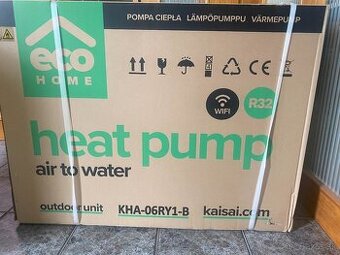 POMPA CIEPŁA LÄMPÖPUMPPU VÄRMEPUMP
eco
HOME
WIFI
R32
heat pump
air to water
outdoor unit KHA-06RY1-B kaisai.com